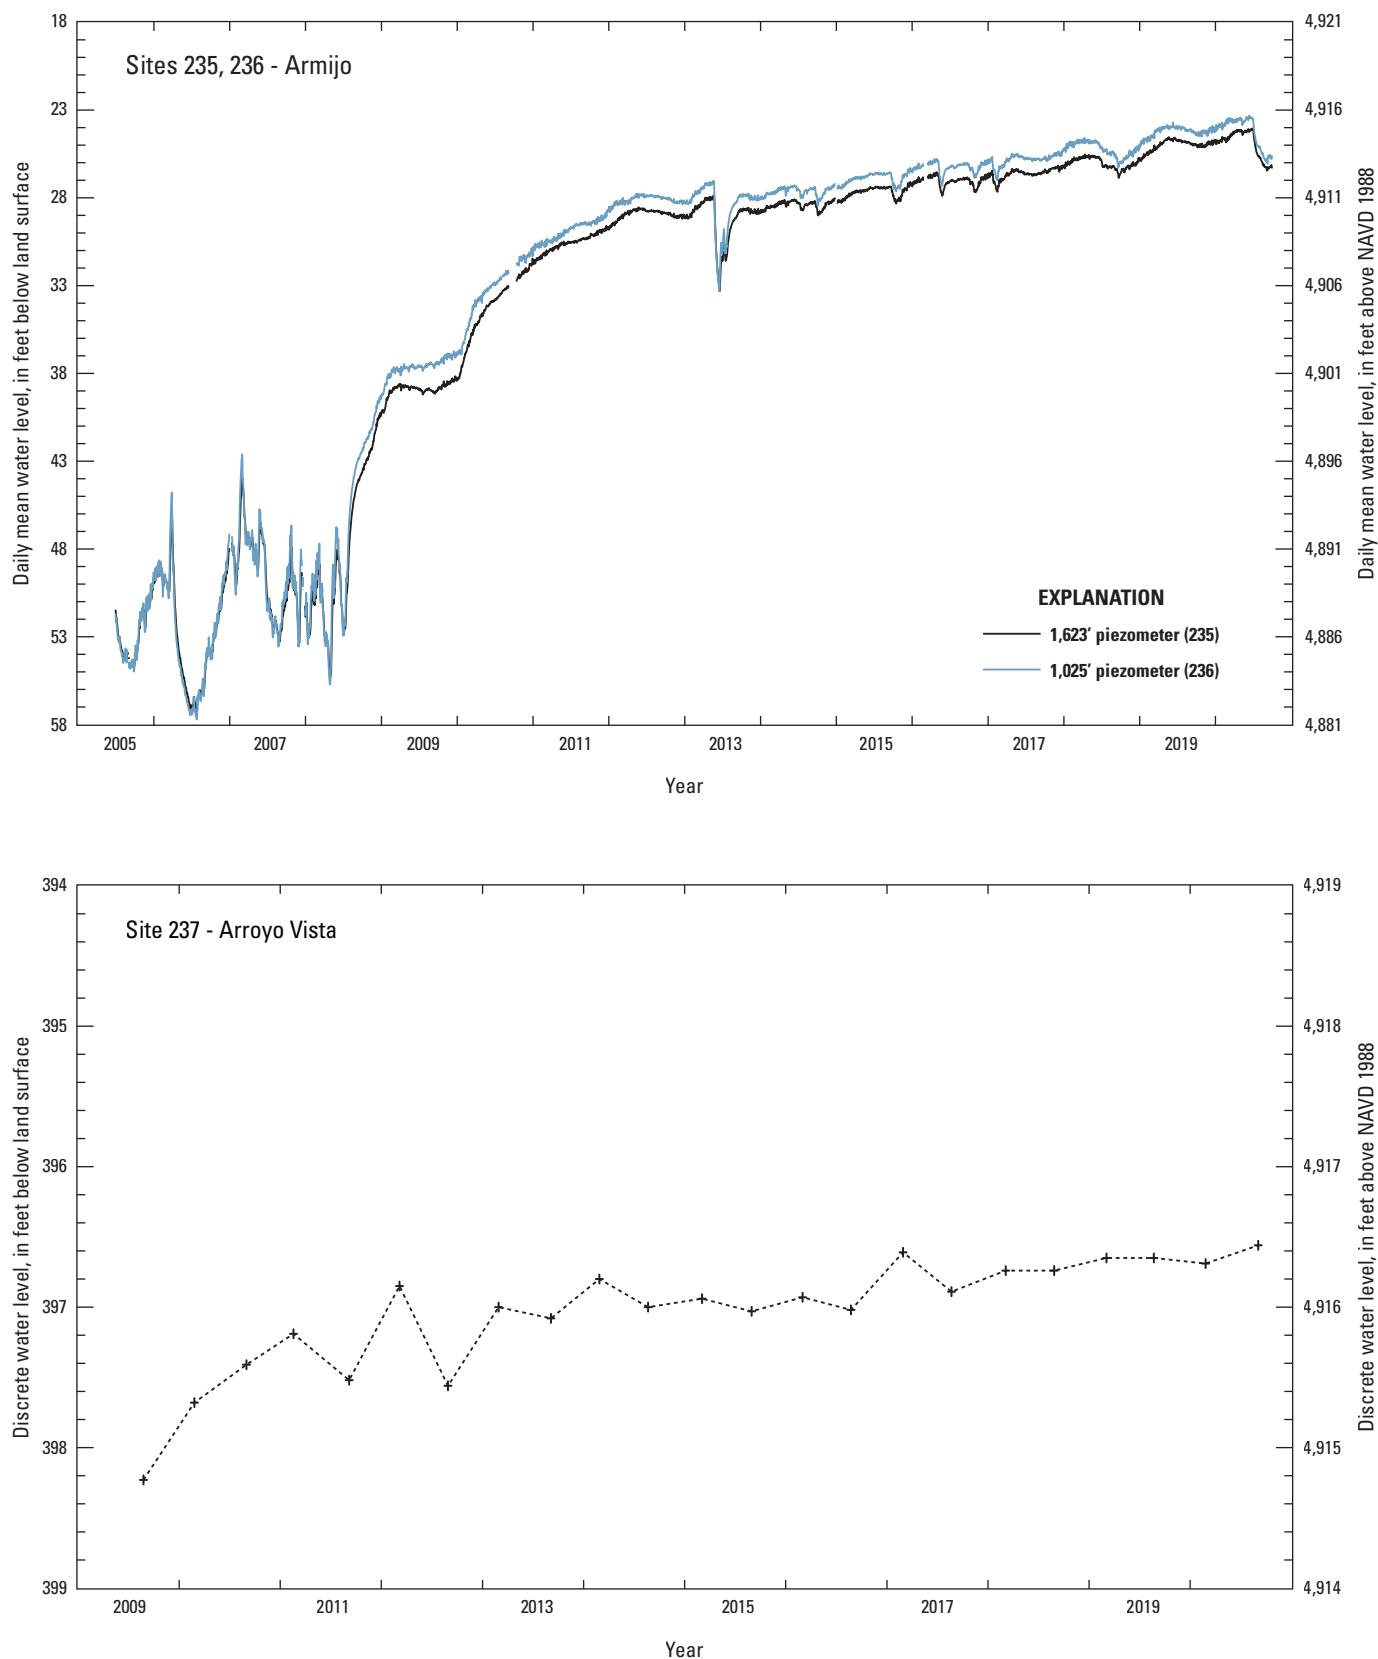 Sites 235, 236 - Armijo
Daily mean water level, in feet below land surface
18
23
28
33
38
43
48
53
58
4,921
4,916
4,911
4,906
4,901
4,896
4,891
4,886
4,881
Daily mean water level, in feet above NAVD 1988
EXPLANATION
1,623’ piezometer (235)
1,025’ piezometer (236)
2005 2007 2009 2011 2013 2015 2017 2019
Year
Site 237 - Arroyo Vista
Discrete water level, in feet below land surface
394
395
396
397
398
399
4,919
4,918
4,917
4,916
4,915
4,914
Discrete water level, in feet above NAVD 1988
2009 2011 2013 2015 2017 2019
Year